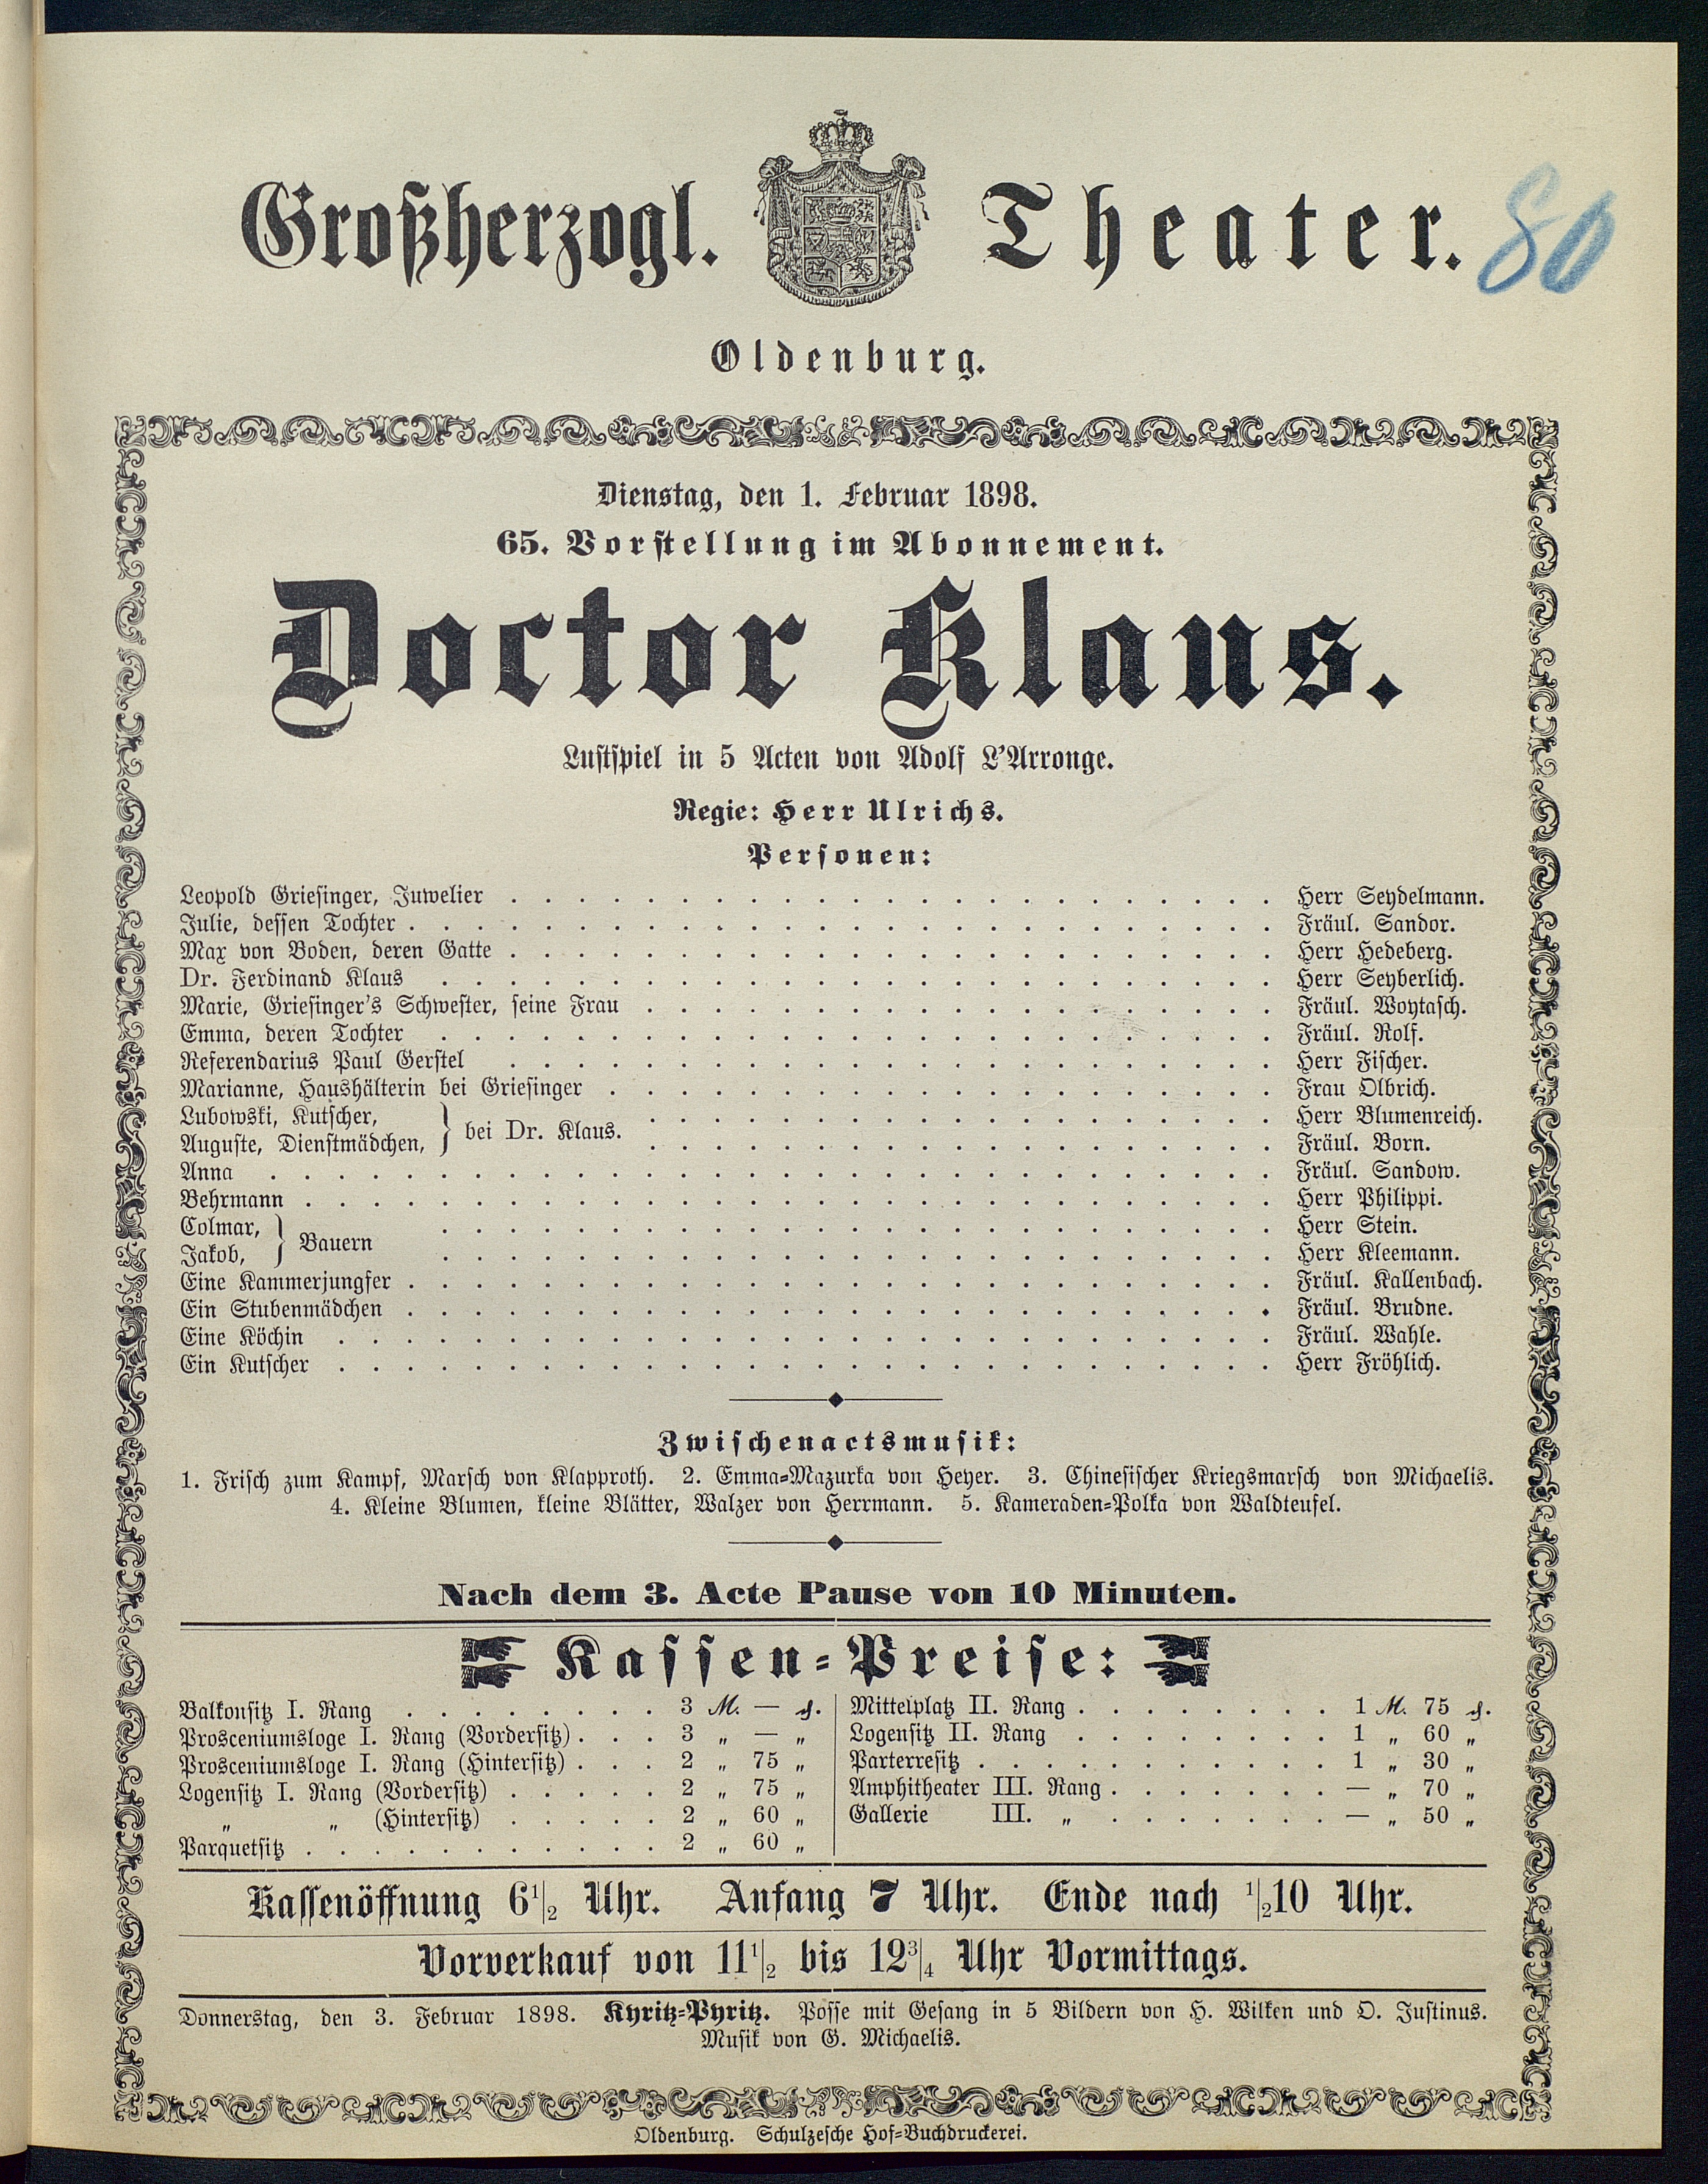 Großherzogl. Theater. 80
Oldenburg.
Dienstag, den 1. Februar 1898.
65. Vorstellung im Abonnement.
Doctor Klaus.
Lustspiel in 5 Acten von Adolf L'Arronge.
Regie: Herr Ulrichs.
Personen:
Leopold Griesinger, Juwelier . . . . . Herr Seydelmann.
Julie, dessen Tochter . . . . . Fräul. Sandor.
Max von Boden, deren Gatte . . . . . Herr Hedeberg.
Dr. Ferdinand Klaus . . . . . Herr Seyberlich.
Marie, Griesinger's Schwester, seine Frau . . . . . Fräul. Woytasch.
Emma, deren Tochter . . . . . Fräul. Rolf.
Referendarius Paul Gerstel . . . . . Herr Fischer.
Marianne, Haushälterin bei Griesinger . . . . . Frau Olbrich.
Lubowski, Kutscher, } bei Dr. Klaus. . . . . . Herr Blumenreich.
Auguste, Dienstmädchen, . . . . . Fräul. Born.
Anna . . . . . Fräul. Sandow.
Behrmann . . . . . Herr Philippi.
Colmar, } Bauern . . . . . Herr Stein.
Jakob, . . . . . Herr Kleemann.
Eine Kammerjungfer . . . . . Fräul. Kallenbach.
Ein Stubenmädchen . . . . . Fräul. Brudne.
Eine Köchin . . . . . Fräul. Wahle.
Ein Kutscher . . . . . Herr Fröhlich.
Zwischenactsmusik:
1. Frisch zum Kampf, Marsch von Klapproth. 2. Emma-Mazurka von Heyer. 3. Chinesischer Kriegsmarsch von Michaelis.
4. Kleine Blumen, kleine Blätter, Walzer von Herrmann. 5. Kameraden-Polka von Waldteufel.
Nach dem 3. Acte Pause von 10 Minuten.
Kassen-Preise:
Balkonsitz I. Rang . . . . . 3 M. — ₰.
Prosceniumsloge I. Rang (Vordersitz) . . . 3 „ — „
Prosceniumsloge I. Rang (Hintersitz) . . . 2 „ 75 „
Logensitz I. Rang (Vordersitz) . . . . . 2 „ 75 „
„ „ (Hintersitz) . . . . . 2 „ 60 „
Parquetsitz . . . . . 2 „ 60 „
Mittelplatz II. Rang . . . . . 1 M. 75 ₰.
Logensitz II. Rang . . . . . 1 „ 60 „
Parterresitz . . . . . 1 „ 30 „
Amphitheater III. Rang . . . . . — „ 70 „
Gallerie III. „ . . . . . — „ 50 „
Kassenöffnung 6½ Uhr. Anfang 7 Uhr. Ende nach ½10 Uhr.
Vorverkauf von 11½ bis 12¾ Uhr Vormittags.
Donnerstag, den 3. Februar 1898. Kyritz-Pyritz. Posse mit Gesang in 5 Bildern von H. Wilken und O. Justinus.
Musik von G. Michaelis.
Oldenburg. Schulzesche Hof-Buchdruckerei.